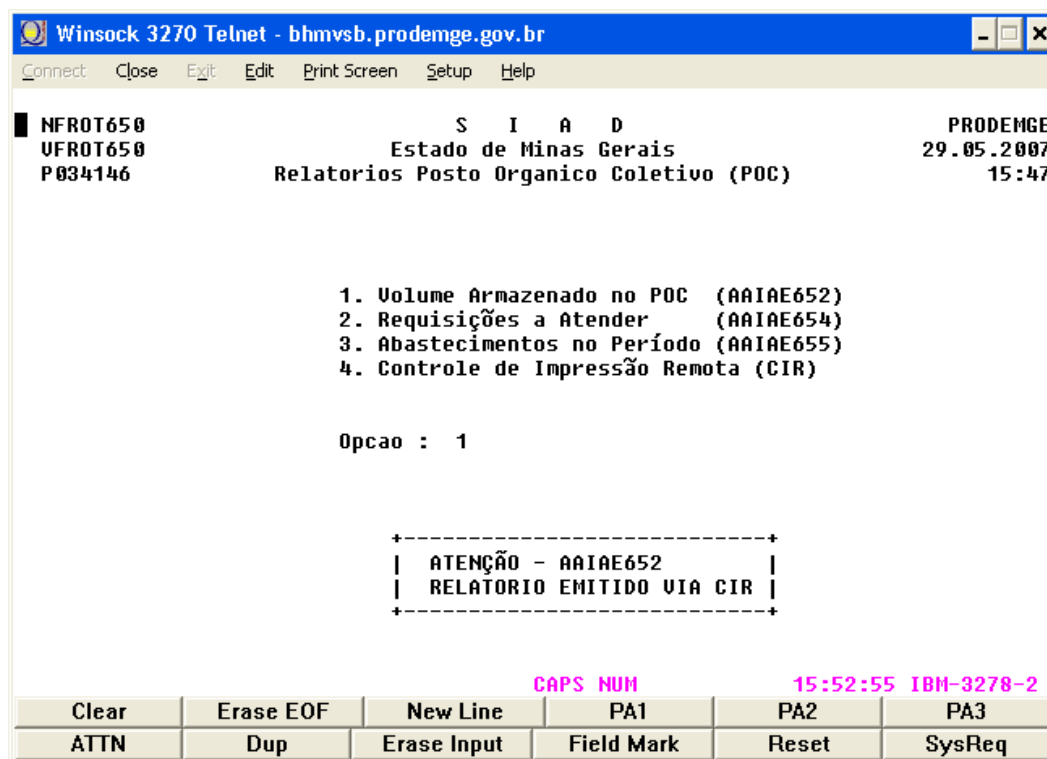 Winsock 3270 Telnet - bhmvsb.prodemge.gov.br
Connect Close Exit Edit Print Screen Setup Help
NFROT650 S I A D PRODEMGE
VFROT650 Estado de Minas Gerais 29.05.2007
P034146 Relatorios Posto Organico Coletivo (POC) 15:47
1. Volume Armazenado no POC (AAIAE652)
2. Requisições a Atender (AAIAE654)
3. Abastecimentos no Período (AAIAE655)
4. Controle de Impressão Remota (CIR)
Opcao : 1
+----------------------------+
| ATENÇÃO - AAIAE652 |
| RELATORIO EMITIDO VIA CIR |
+----------------------------+
CAPS NUM 15:52:55 IBM-3278-2
Clear Erase EOF New Line PA1 PA2 PA3
ATTN Dup Erase Input Field Mark Reset SysReq